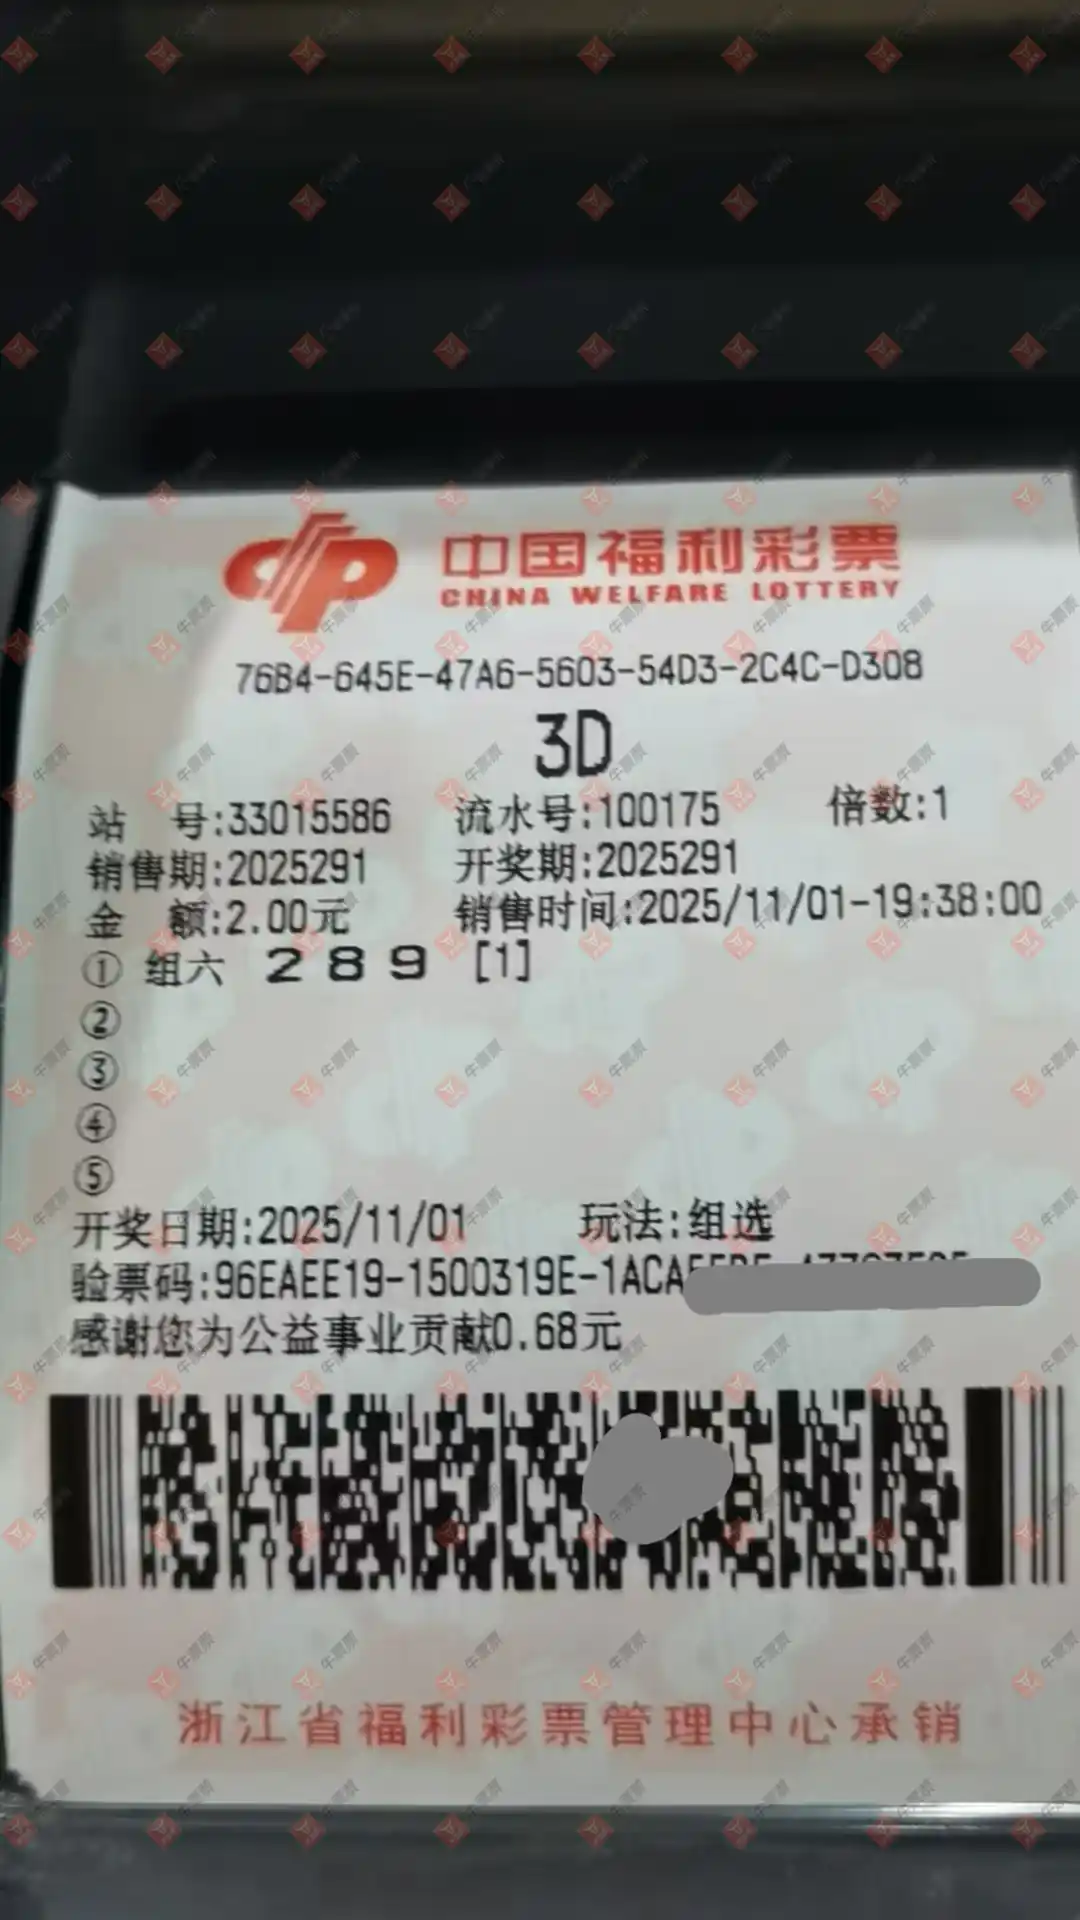 中国福利彩票
CHINA WELFARE LOTTERY
76B4-645E-47A6-5603-54D3-2C4C-D308
3D
站 号:33015586 流水号:100175 倍数:1
销售期:2025291 开奖期:2025291
金 额:2.00元 销售时间:2025/11/01-19:38:00
① 组六 2 8 9 [1]
②
③
④
⑤
开奖日期:2025/11/01 玩法:组选
验票码:96EAEE19-1500319E-1ACA
感谢您为公益事业贡献0.68元
浙江省福利彩票管理中心承销
牛票票